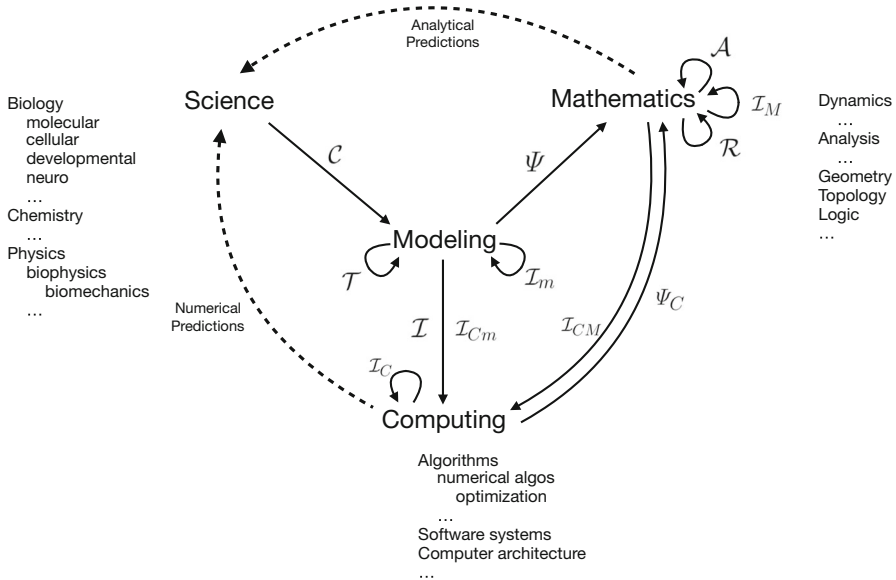 Analytical
Predictions
𝒜
Science
Mathematics
ℐ_M
ℛ
Biology
molecular
cellular
developmental
neuro
...
Chemistry
...
Physics
biophysics
biomechanics
...
Dynamics
...
Analysis
...
Geometry
Topology
Logic
...
𝒞
Ψ
Modeling
𝒯
ℐ_m
Numerical
Predictions
ℐ
ℐ_Cm
ℐ_CM
Ψ_C
ℐ_C
Computing
Algorithms
numerical algos
optimization
...
Software systems
Computer architecture
...